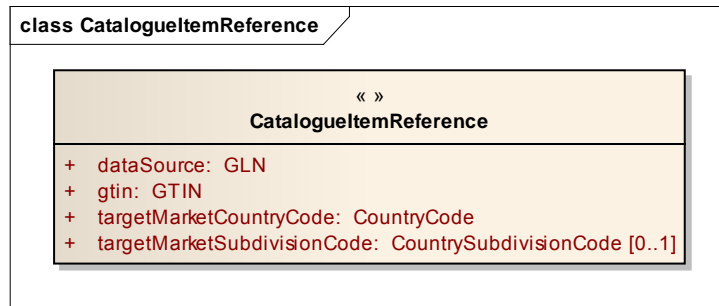 class CatalogueItemReference
« »
CatalogueItemReference
+ dataSource: GLN
+ gtin: GTIN
+ targetMarketCountryCode: CountryCode
+ targetMarketSubdivisionCode: CountrySubdivisionCode [0..1]